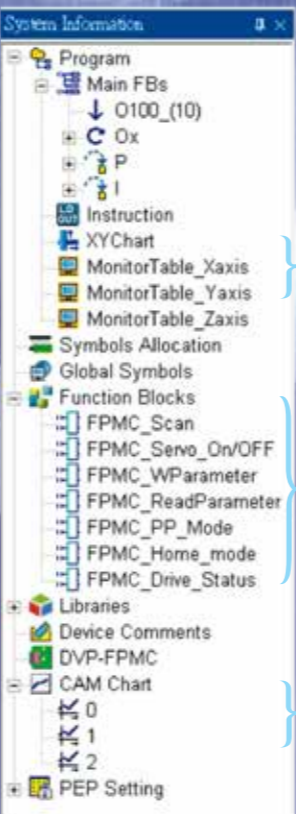 System Information
Program
Main FBs
O100_(10)
Ox
P
I
Instruction
XYChart
MonitorTable_Xaxis
MonitorTable_Yaxis
MonitorTable_Zaxis
Symbols Allocation
Global Symbols
Function Blocks
FPMC_Scan
FPMC_Servo_On/OFF
FPMC_WParameter
FPMC_ReadParameter
FPMC_PP_Mode
FPMC_Home_mode
FPMC_Drive_Status
Libraries
Device Comments
DVP-FPMC
CAM Chart
0
1
2
PEP Setting